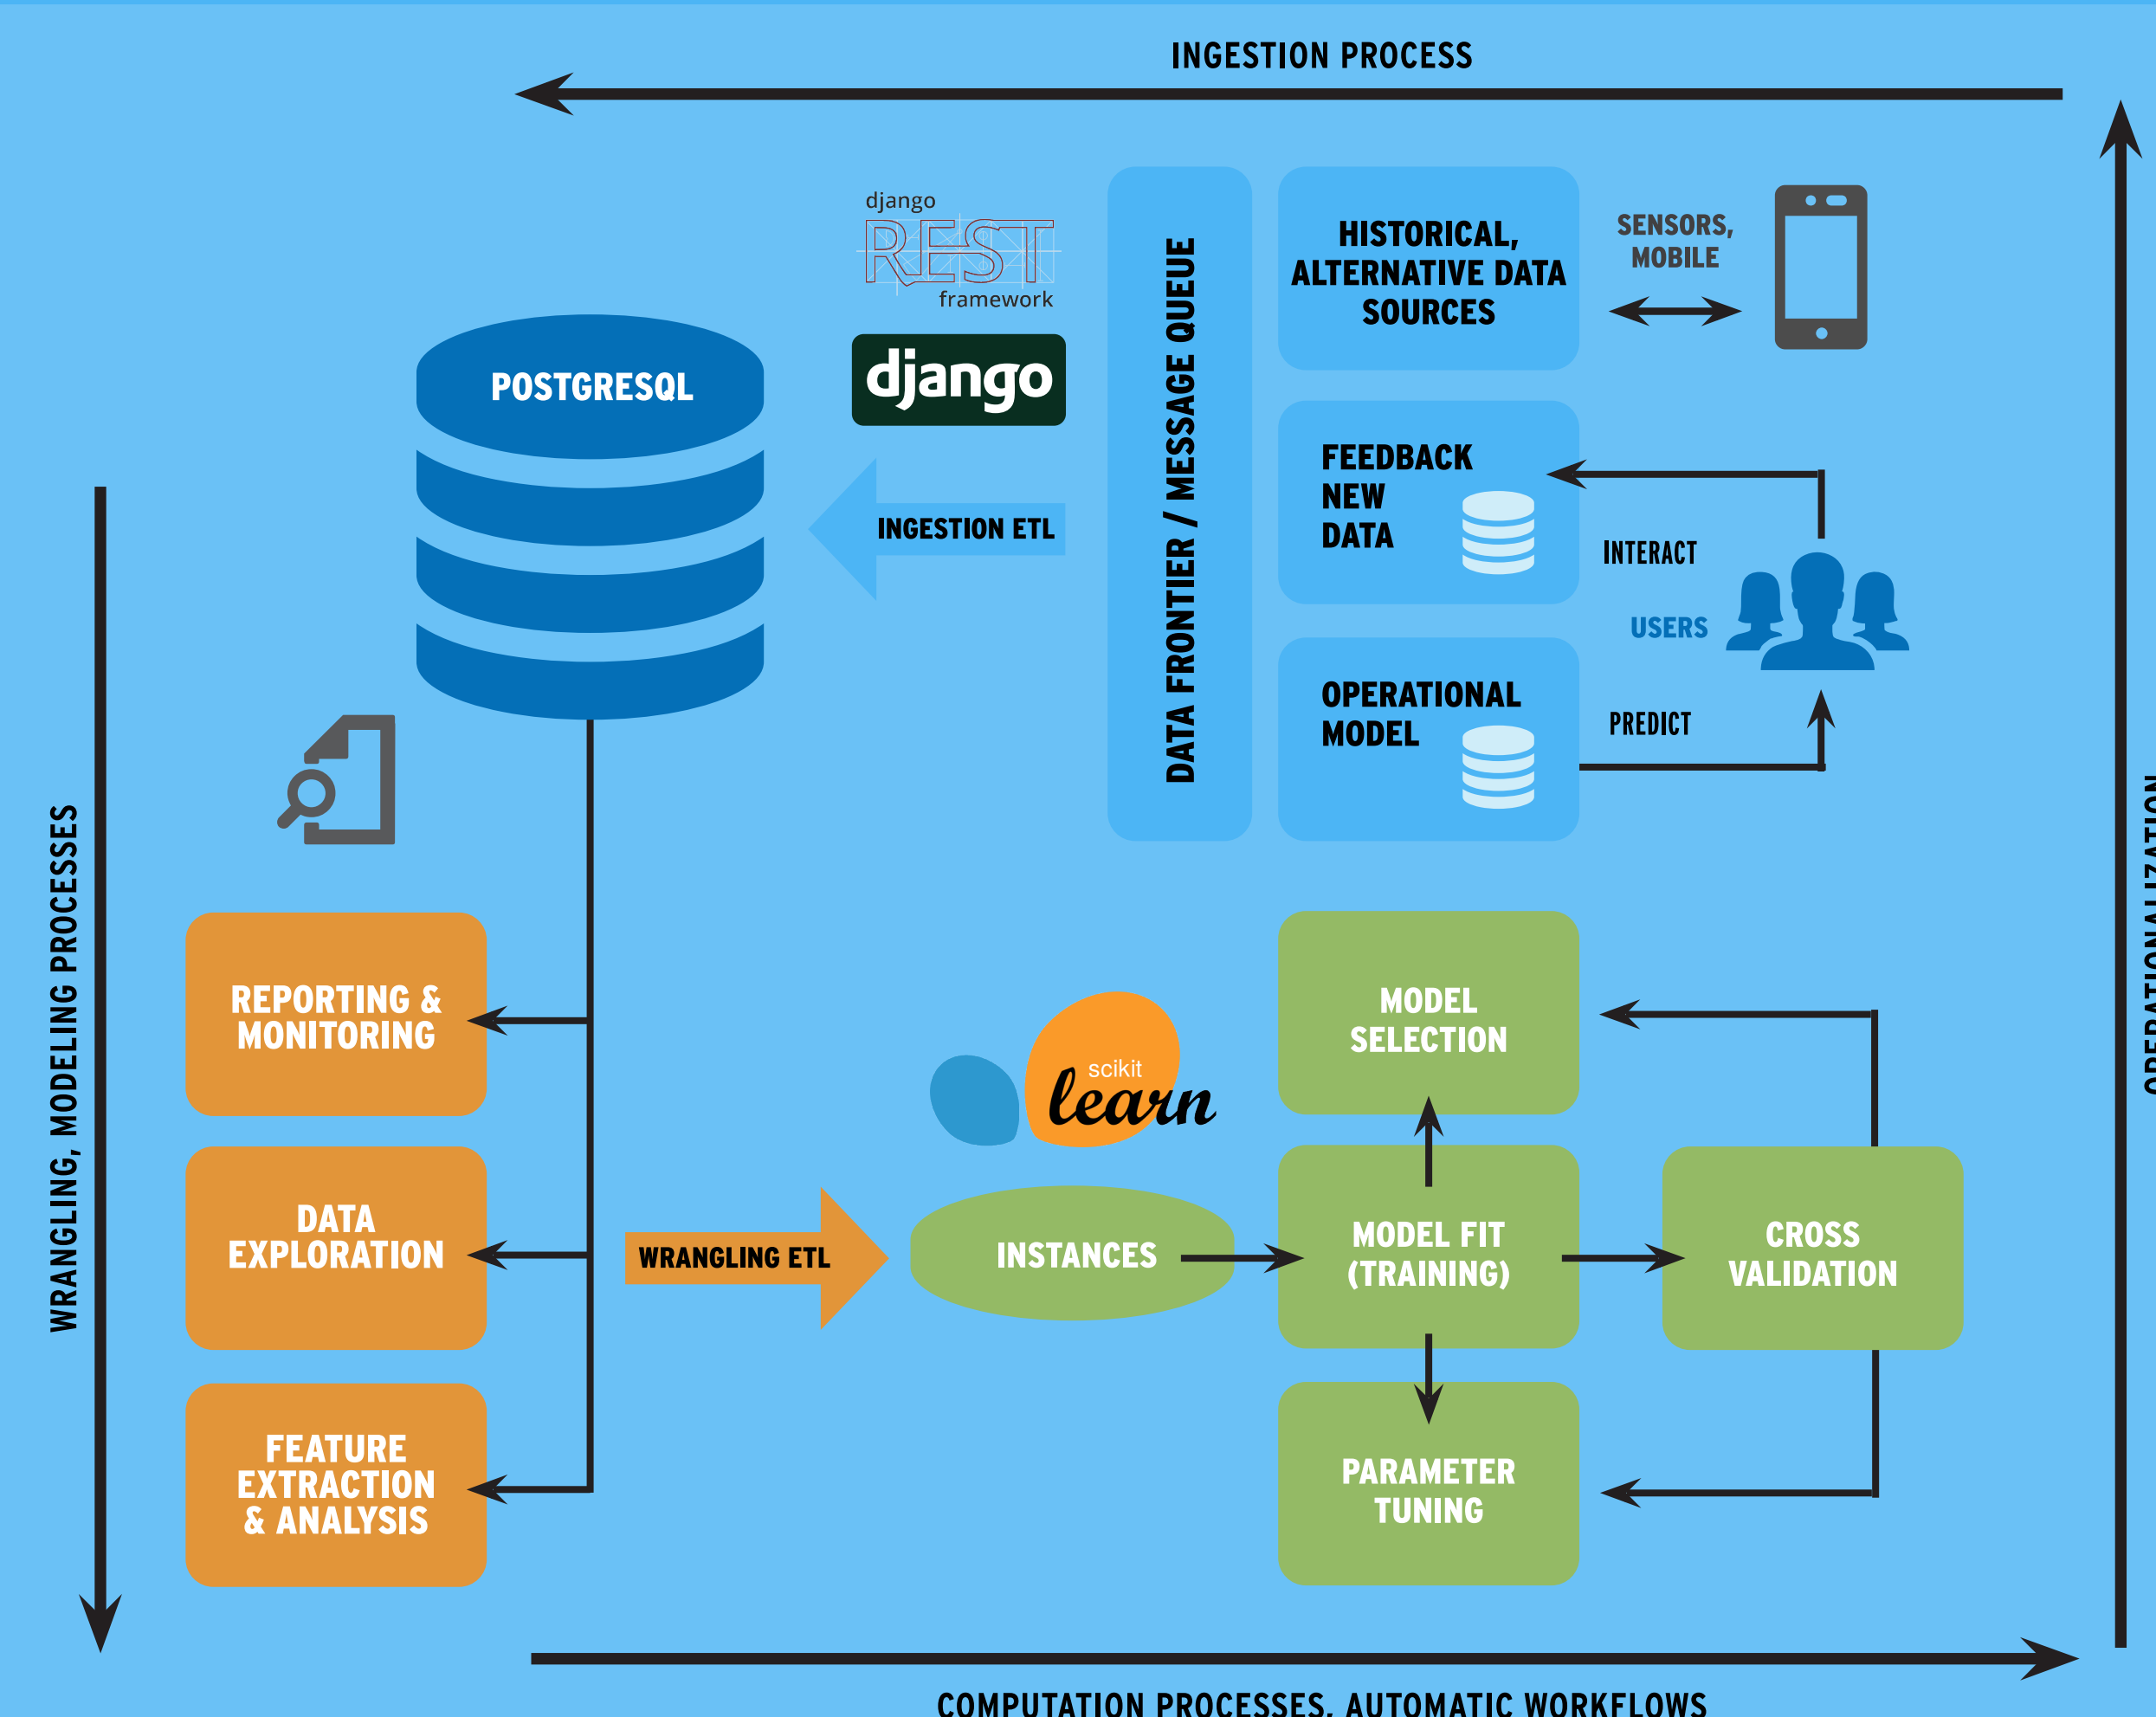 INGESTION PROCESS
django
REST
framework
django
POSTGRESQL
INGESTION ETL
DATA FRONTIER / MESSAGE QUEUE
HISTORICAL,
ALTERNATIVE DATA
SOURCES
SENSORS,
MOBILE
FEEDBACK
NEW
DATA
INTERACT
USERS
OPERATIONAL
MODEL
PREDICT
WRANGLING, MODELING PROCESSES
OPERATIONALIZATION
REPORTING &
MONITORING
DATA
EXPLORATION
FEATURE
EXTRACTION
& ANALYSIS
WRANGLING ETL
scikit
learn
INSTANCES
MODEL
SELECTION
MODEL FIT
(TRAINING)
CROSS
VALIDATION
PARAMETER
TUNING
COMPUTATION PROCESSES, AUTOMATIC WORKFLOWS